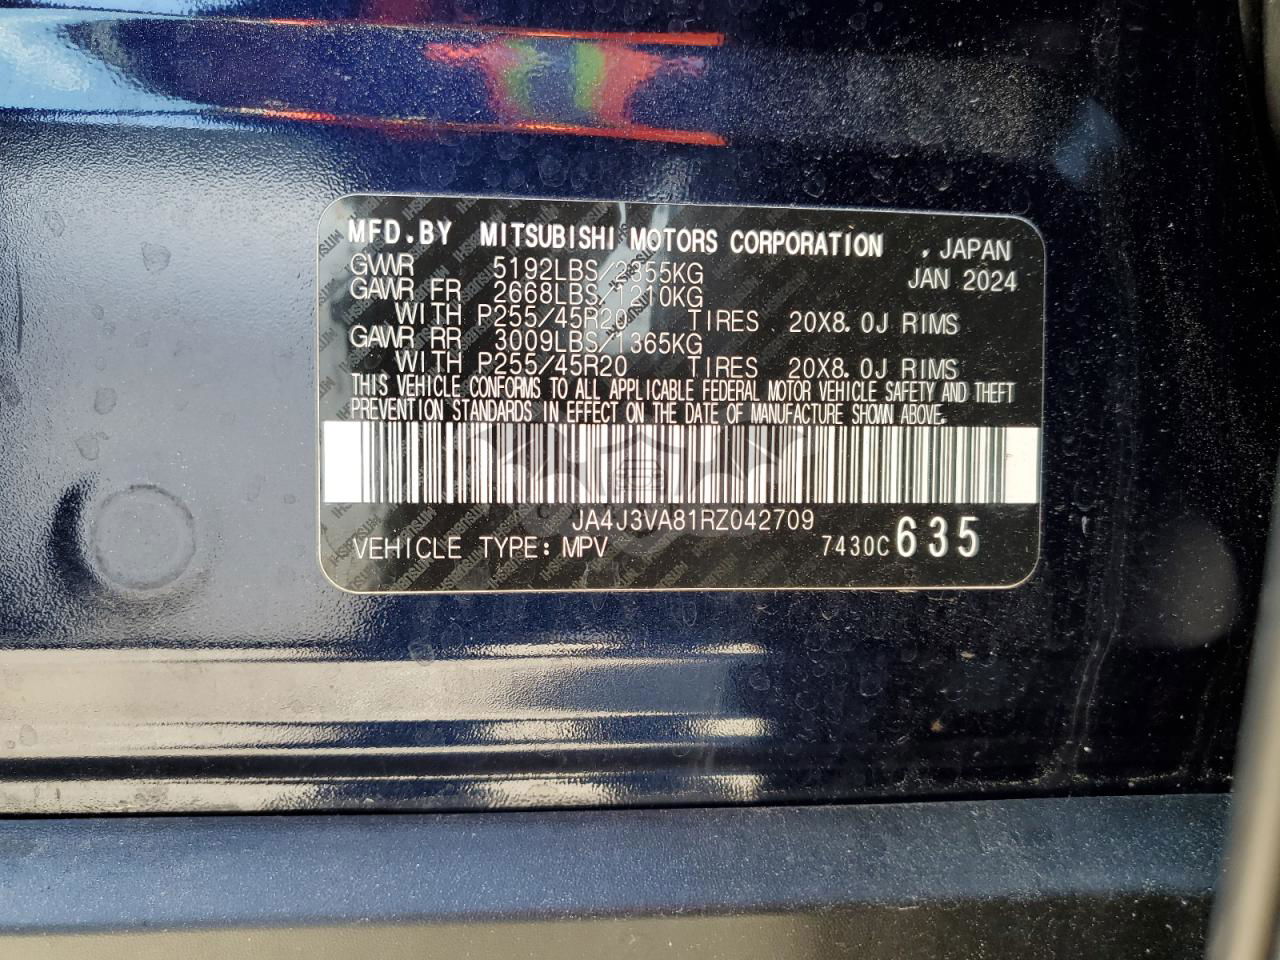 MFD.BY MITSUBISHI MOTORS CORPORATION , JAPAN
GVWR 5192LBS/2355KG JAN 2024
GAWR FR 2668LBS/1210KG
WITH P255/45R20 TIRES 20X8.0J RIMS
GAWR RR 3009LBS/1365KG
WITH P255/45R20 TIRES 20X8.0J RIMS
THIS VEHICLE CONFORMS TO ALL APPLICABLE FEDERAL MOTOR VEHICLE SAFETY AND THEFT
PREVENTION STANDARDS IN EFFECT ON THE DATE OF MANUFACTURE SHOWN ABOVE.
JA4J3VA81RZ042709
VEHICLE TYPE: MPV 7430C 635